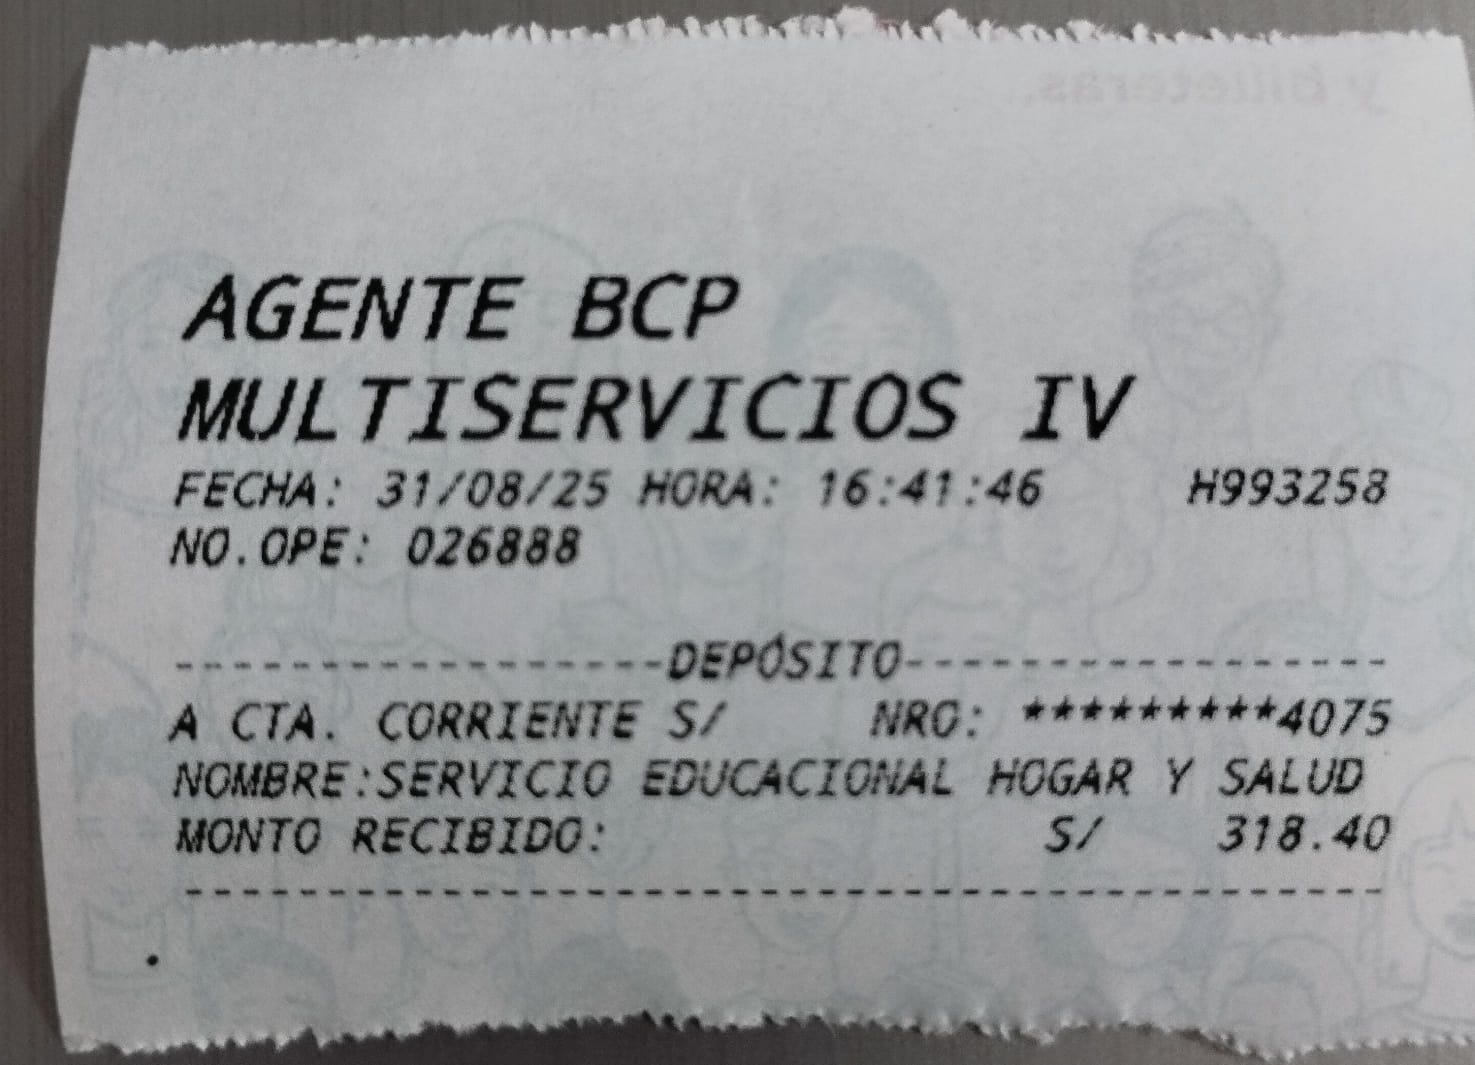 y billeteras.
AGENTE BCP
MULTISERVICIOS IV
FECHA: 31/08/25 HORA: 16:41:46 H993258
NO.OPE: 026888
-----------------DEPÓSITO-----------------
A CTA. CORRIENTE S/ NRO: *********4075
NOMBRE:SERVICIO EDUCACIONAL HOGAR Y SALUD
MONTO RECIBIDO: S/ 318.40
------------------------------------------